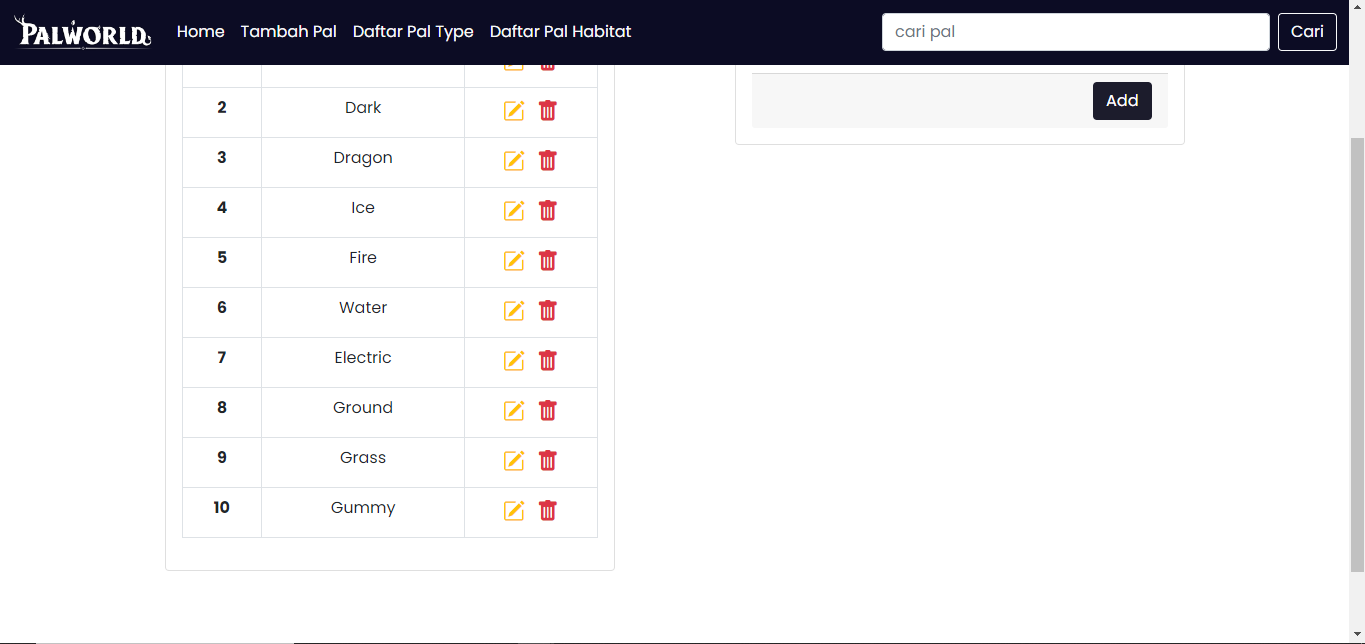 PALWORLD Home Tambah Pal Daftar Pal Type Daftar Pal Habitat cari pal Cari
Add
2 Dark
3 Dragon
4 Ice
5 Fire
6 Water
7 Electric
8 Ground
9 Grass
10 Gummy